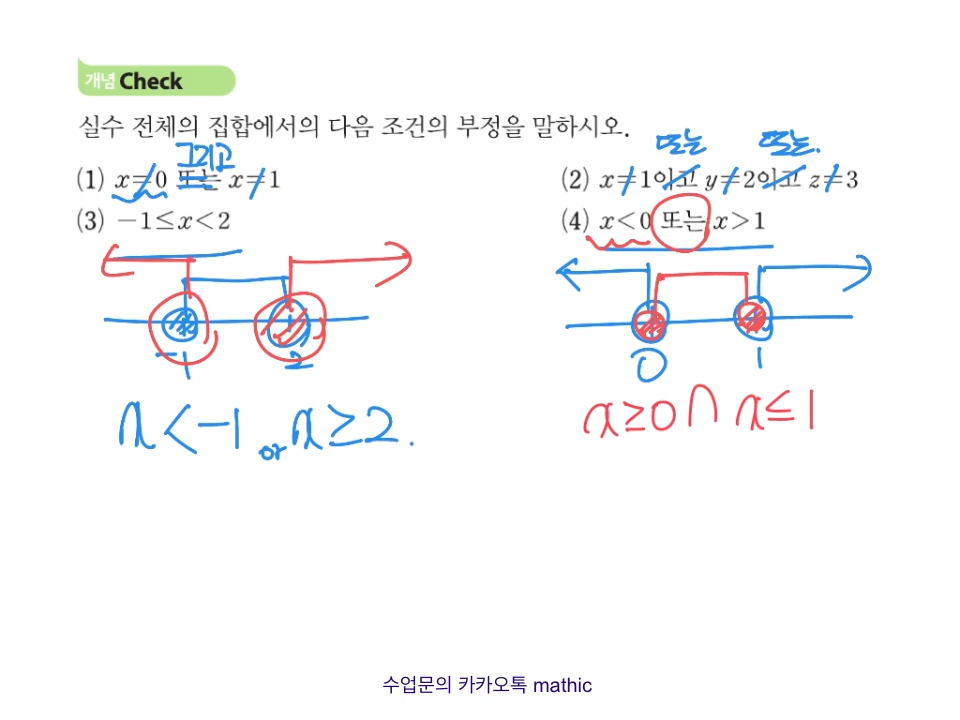 개념 Check
실수 전체의 집합에서의 다음 조건의 부정을 말하시오.
그리고
또는 또는.
(1) x=0 또는 x=1
(2) x=1이고 y=2이고 z=3
(3) -1≤x<2
(4) x<0 또는 x>1
-1 2
0 1
x<-1 or x≥2.
x≥0 ∩ x≤1
수업문의 카카오톡 mathic